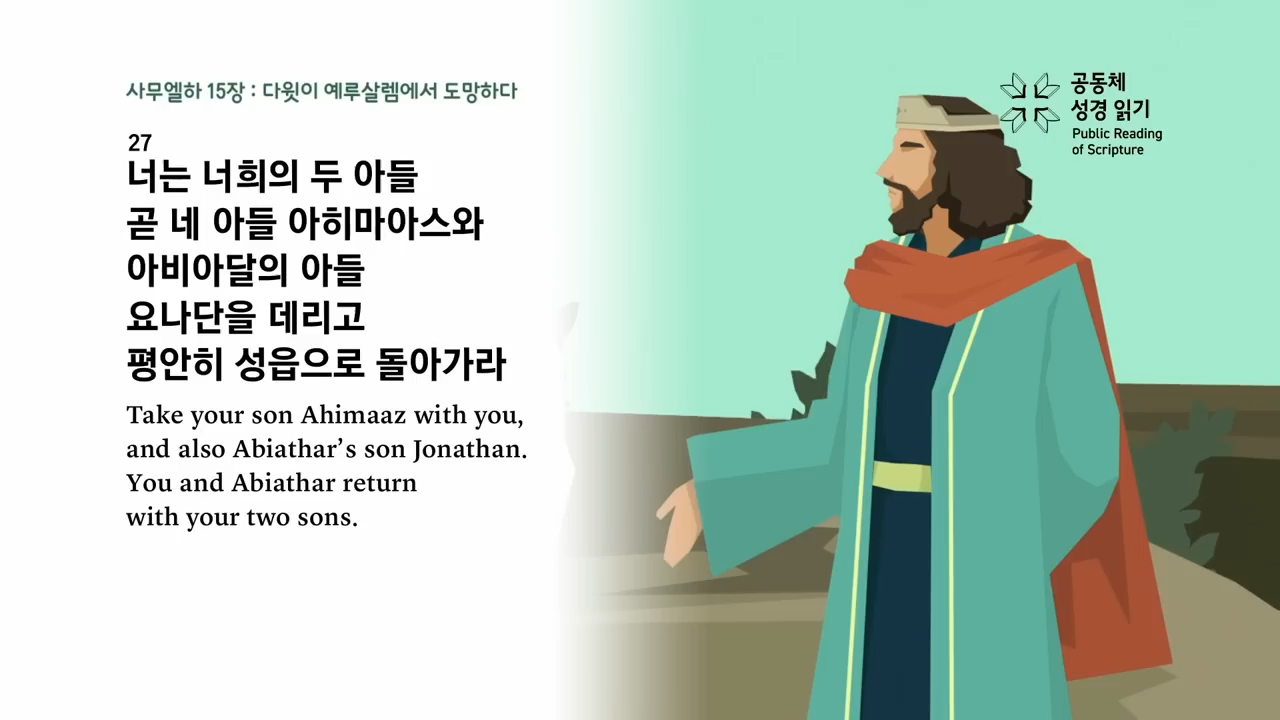 사무엘하 15장 : 다윗이 예루살렘에서 도망하다
27
너는 너희의 두 아들
곧 네 아들 아히마아스와
아비아달의 아들
요나단을 데리고
평안히 성읍으로 돌아가라
Take your son Ahimaaz with you,
and also Abiathar’s son Jonathan.
You and Abiathar return
with your two sons.
공동체
성경 읽기
Public Reading
of Scripture